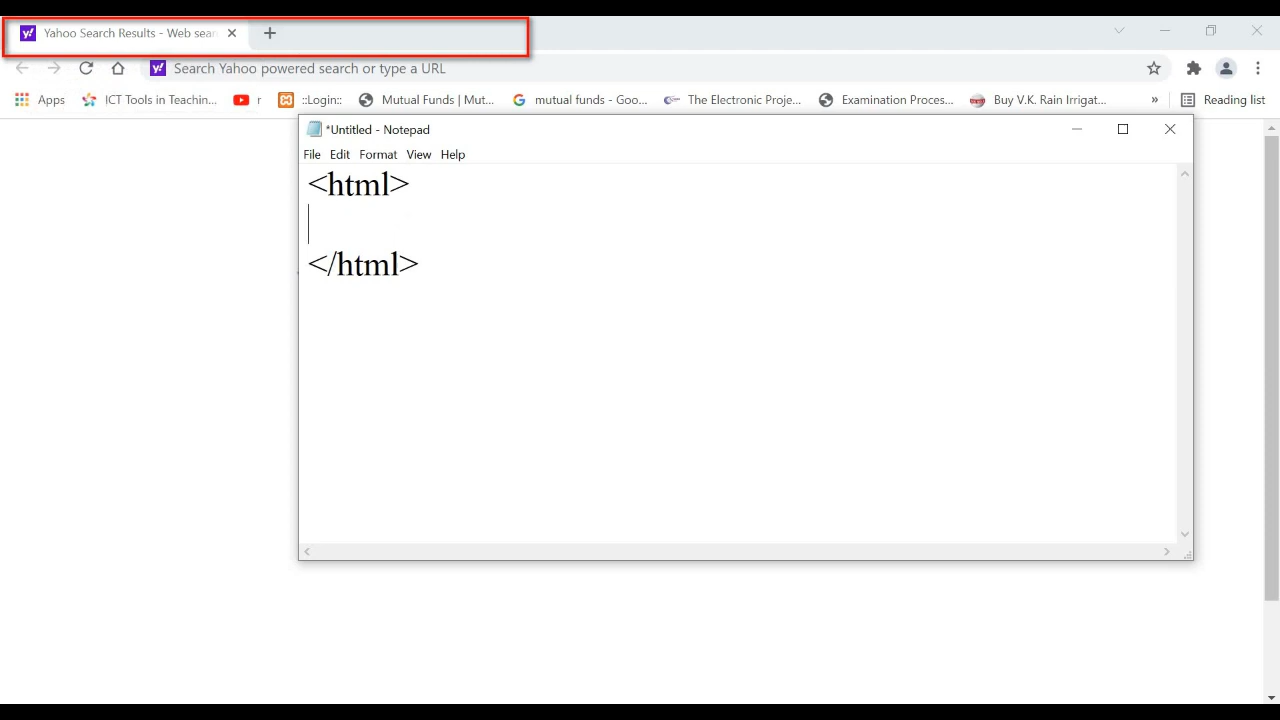 Yahoo Search Results - Web sear
Search Yahoo powered search or type a URL
Apps ICT Tools in Teachin... r ::Login:: Mutual Funds | Mut... mutual funds - Goo... The Electronic Proje... Examination Proces... Buy V.K. Rain Irrigat... » Reading list
*Untitled - Notepad
File Edit Format View Help
<html>
</html>